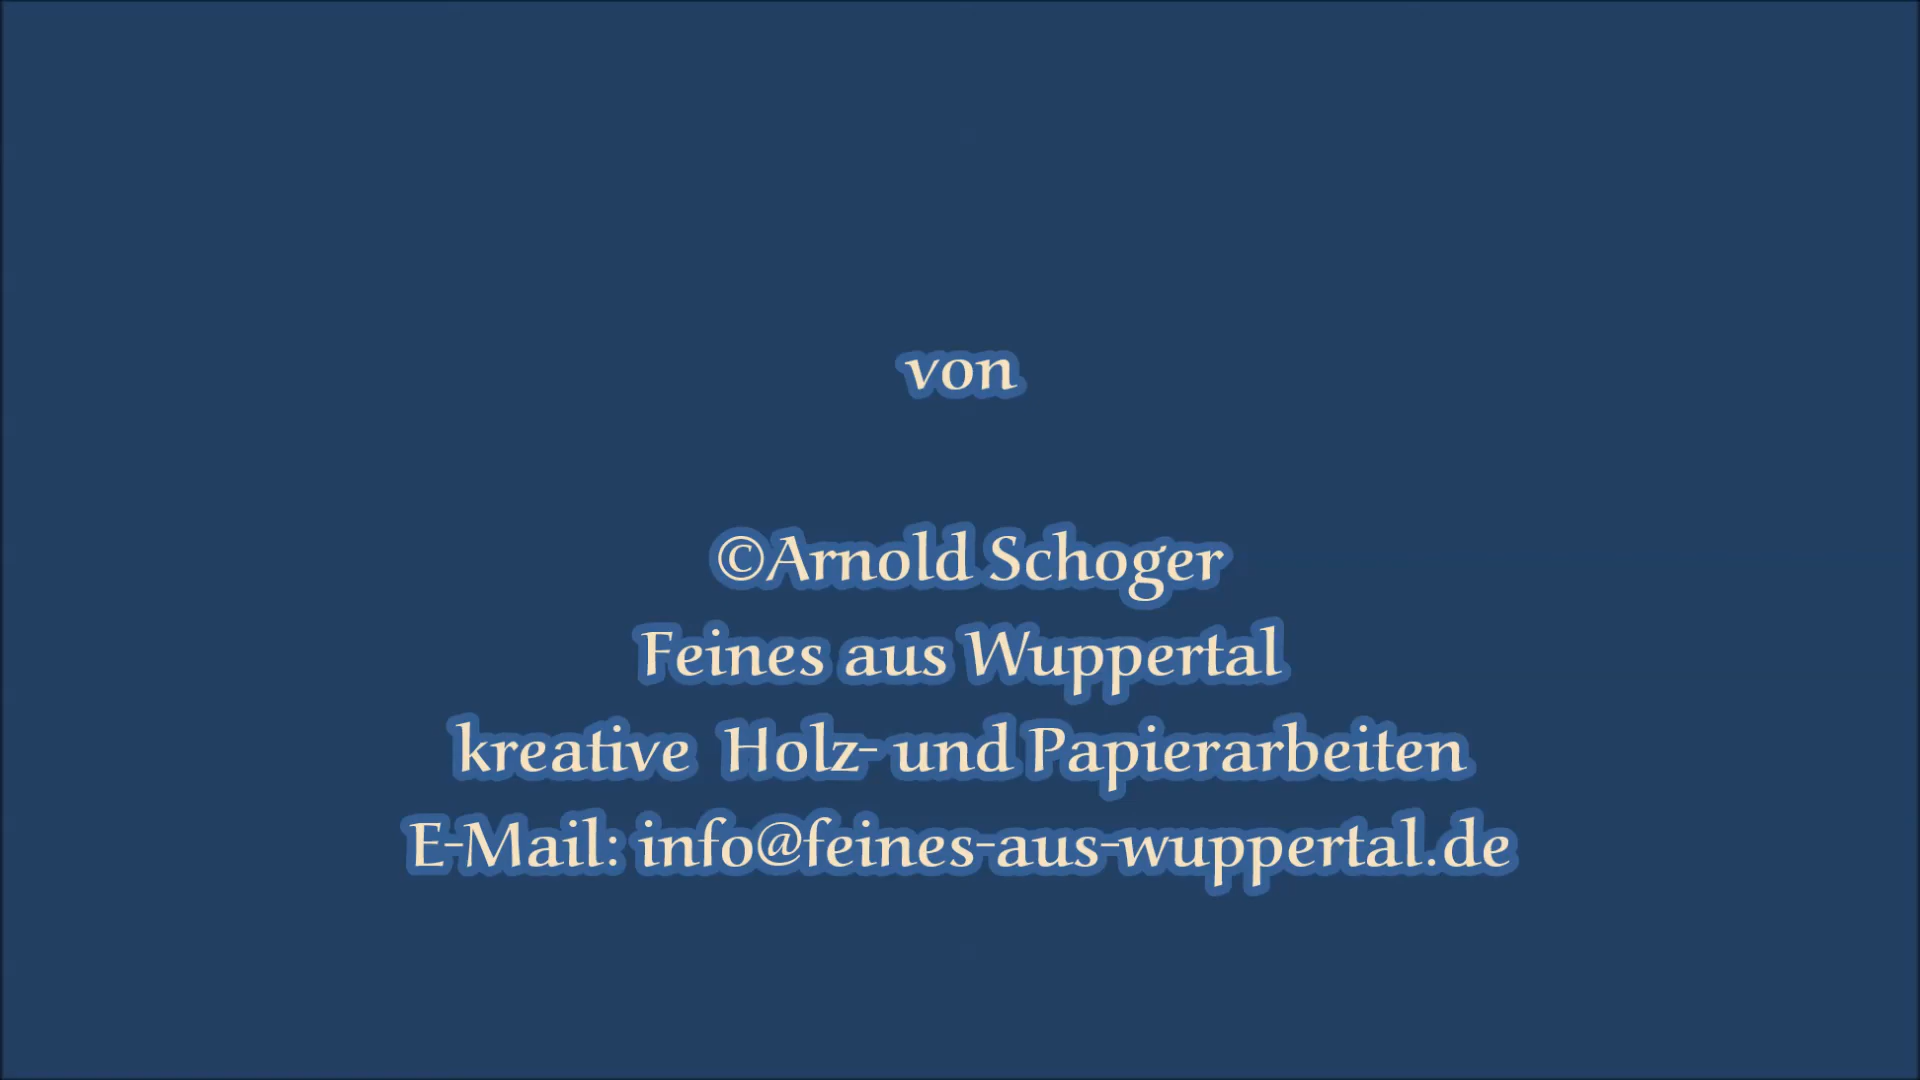 von
©Arnold Schoger
Feines aus Wuppertal
kreative  Holz- und Papierarbeiten
E-Mail: info@feines-aus-wuppertal.de